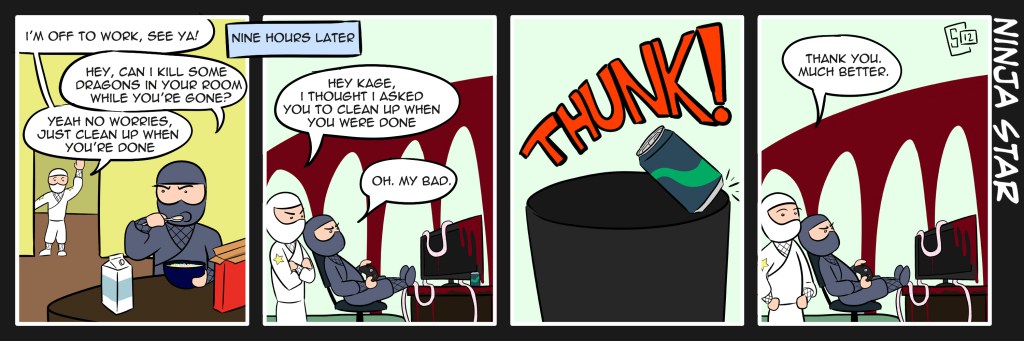 I'M OFF TO WORK, SEE YA!
HEY, CAN I KILL SOME
DRAGONS IN YOUR ROOM
WHILE YOU'RE GONE?
YEAH NO WORRIES,
JUST CLEAN UP WHEN
YOU'RE DONE
NINE HOURS LATER
HEY KAGE,
I THOUGHT I ASKED
YOU TO CLEAN UP WHEN
YOU WERE DONE
OH. MY BAD.
THUNK!
THANK YOU.
MUCH BETTER.
12
NINJA STAR